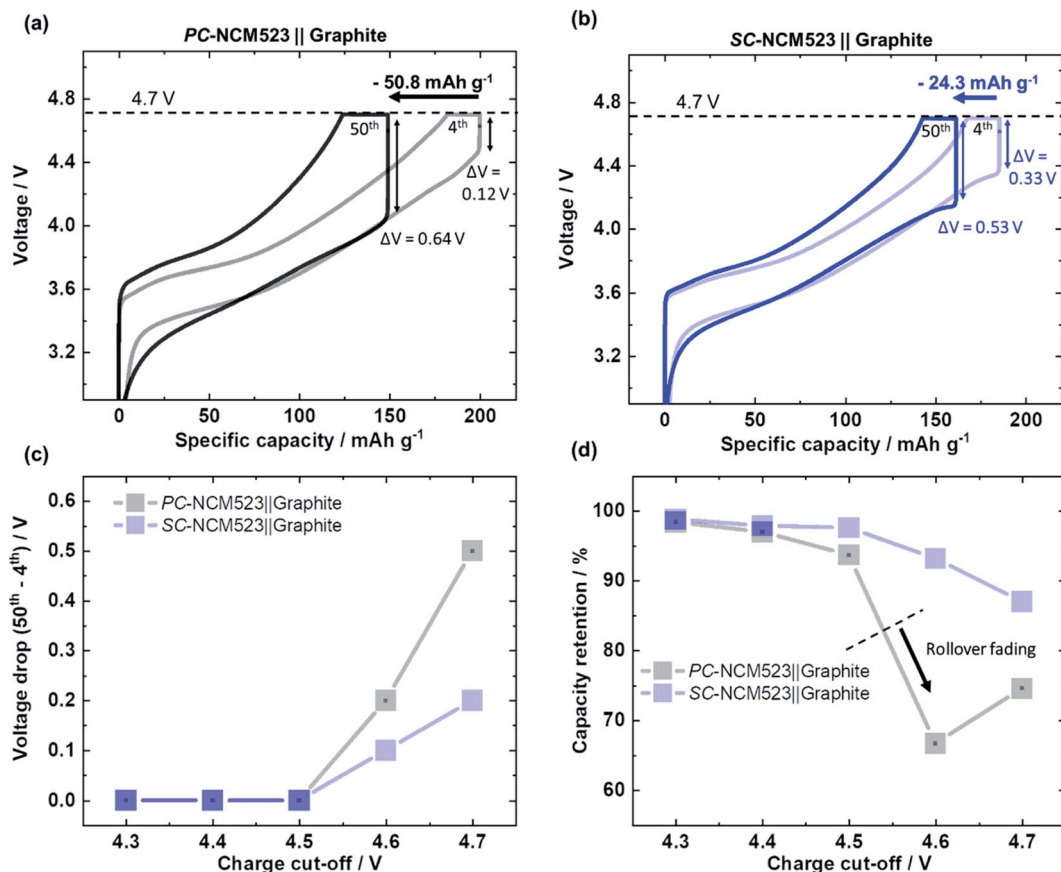 (a)
PC-NCM523 || Graphite
- 50.8 mAh g⁻¹
4.7 V
50ᵗʰ
4ᵗʰ
ΔV =
0.12 V
ΔV = 0.64 V
4.8
4.4
4.0
3.6
3.2
Voltage / V
0
50
100
150
200
Specific capacity / mAh g⁻¹
(b)
SC-NCM523 || Graphite
- 24.3 mAh g⁻¹
4.7 V
50ᵗʰ
4ᵗʰ
ΔV =
0.33 V
ΔV = 0.53 V
4.8
4.4
4.0
3.6
3.2
Voltage / V
0
50
100
150
200
Specific capacity / mAh g⁻¹
(c)
PC-NCM523||Graphite
SC-NCM523||Graphite
0.6
0.5
0.4
0.3
0.2
0.1
0.0
Voltage drop (50ᵗʰ - 4ᵗʰ) / V
4.3
4.4
4.5
4.6
4.7
Charge cut-off / V
(d)
100
90
80
70
60
Capacity retention / %
Rollover fading
PC-NCM523||Graphite
SC-NCM523||Graphite
4.3
4.4
4.5
4.6
4.7
Charge cut-off / V